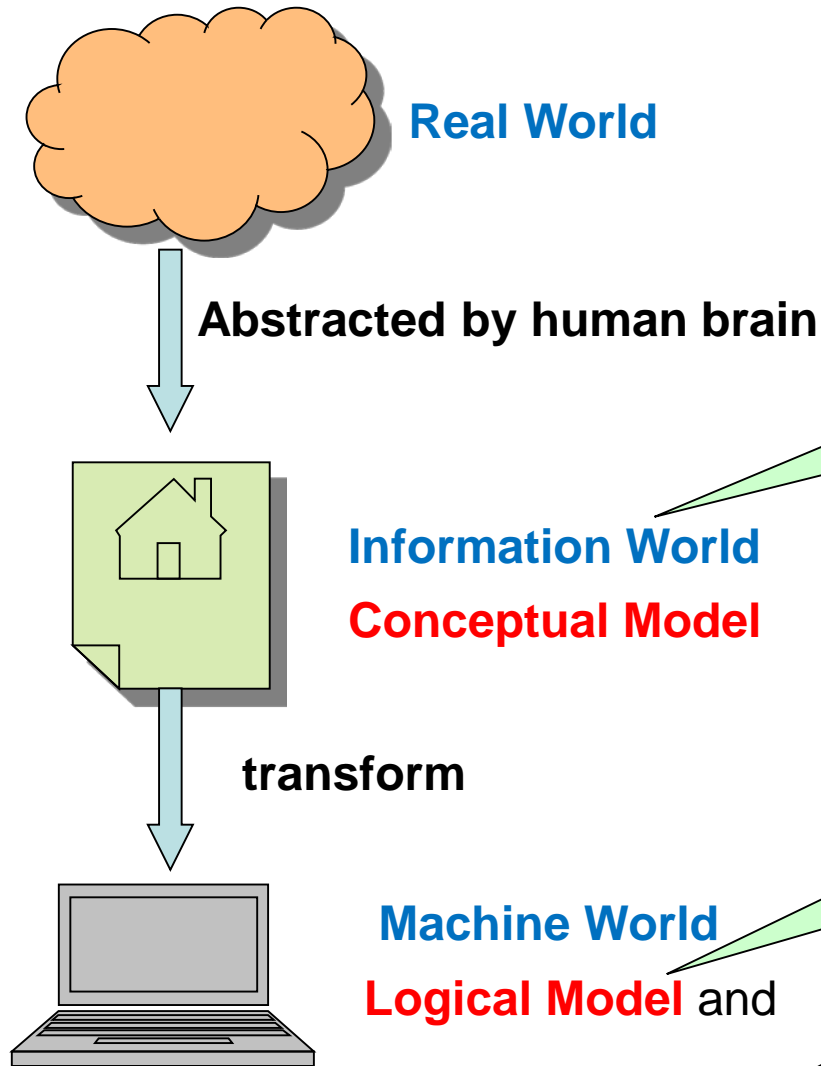 Real World
Abstracted by human brain
Information World
Conceptual Model
transform
Machine World
Logical Model and